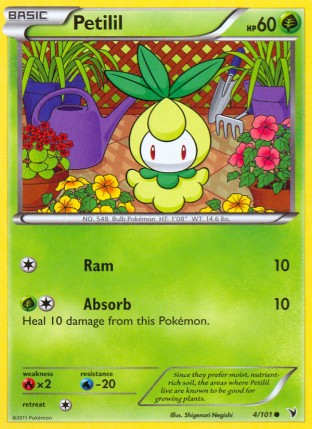 BASIC
Petilil
HP 60
NO. 548 Bulb Pokémon HT. 1'08" WT. 14.6 lbs.
Ram 10
Absorb 10
Heal 10 damage from this Pokémon.
weakness
×2
resistance
-20
retreat
Since they prefer moist, nutrient-
rich soil, the areas where Petilil
live are known to be good for
growing plants.
©2011 Pokémon
Illus. Shigenori Negishi
4/101